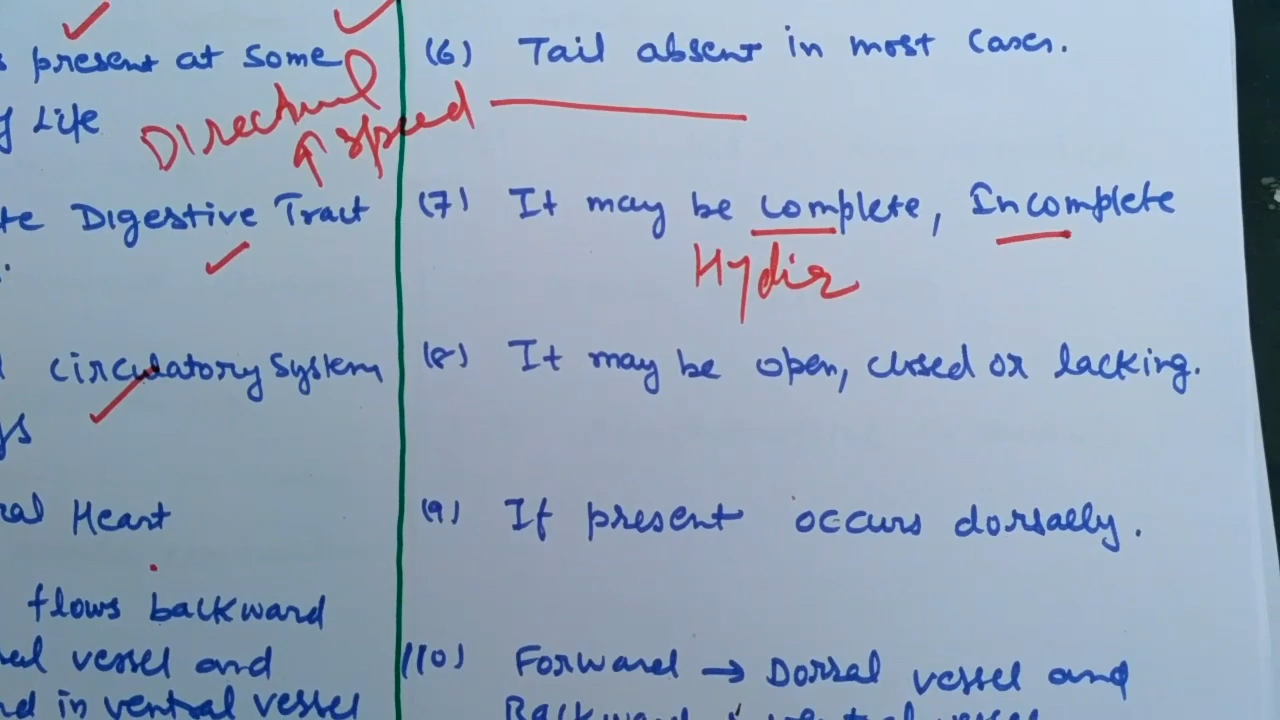 present at some
Life
Directional
↑ speed
Digestive Tract
circulatory system
Heart
flows backward
vessel and
in ventral vessel
(6) Tail absent in most cases.
(7) It may be complete, Incomplete
(8) It may be open, closed or lacking.
(9) If present occurs dorsally.
(10) Forward → Dorsal vessel and